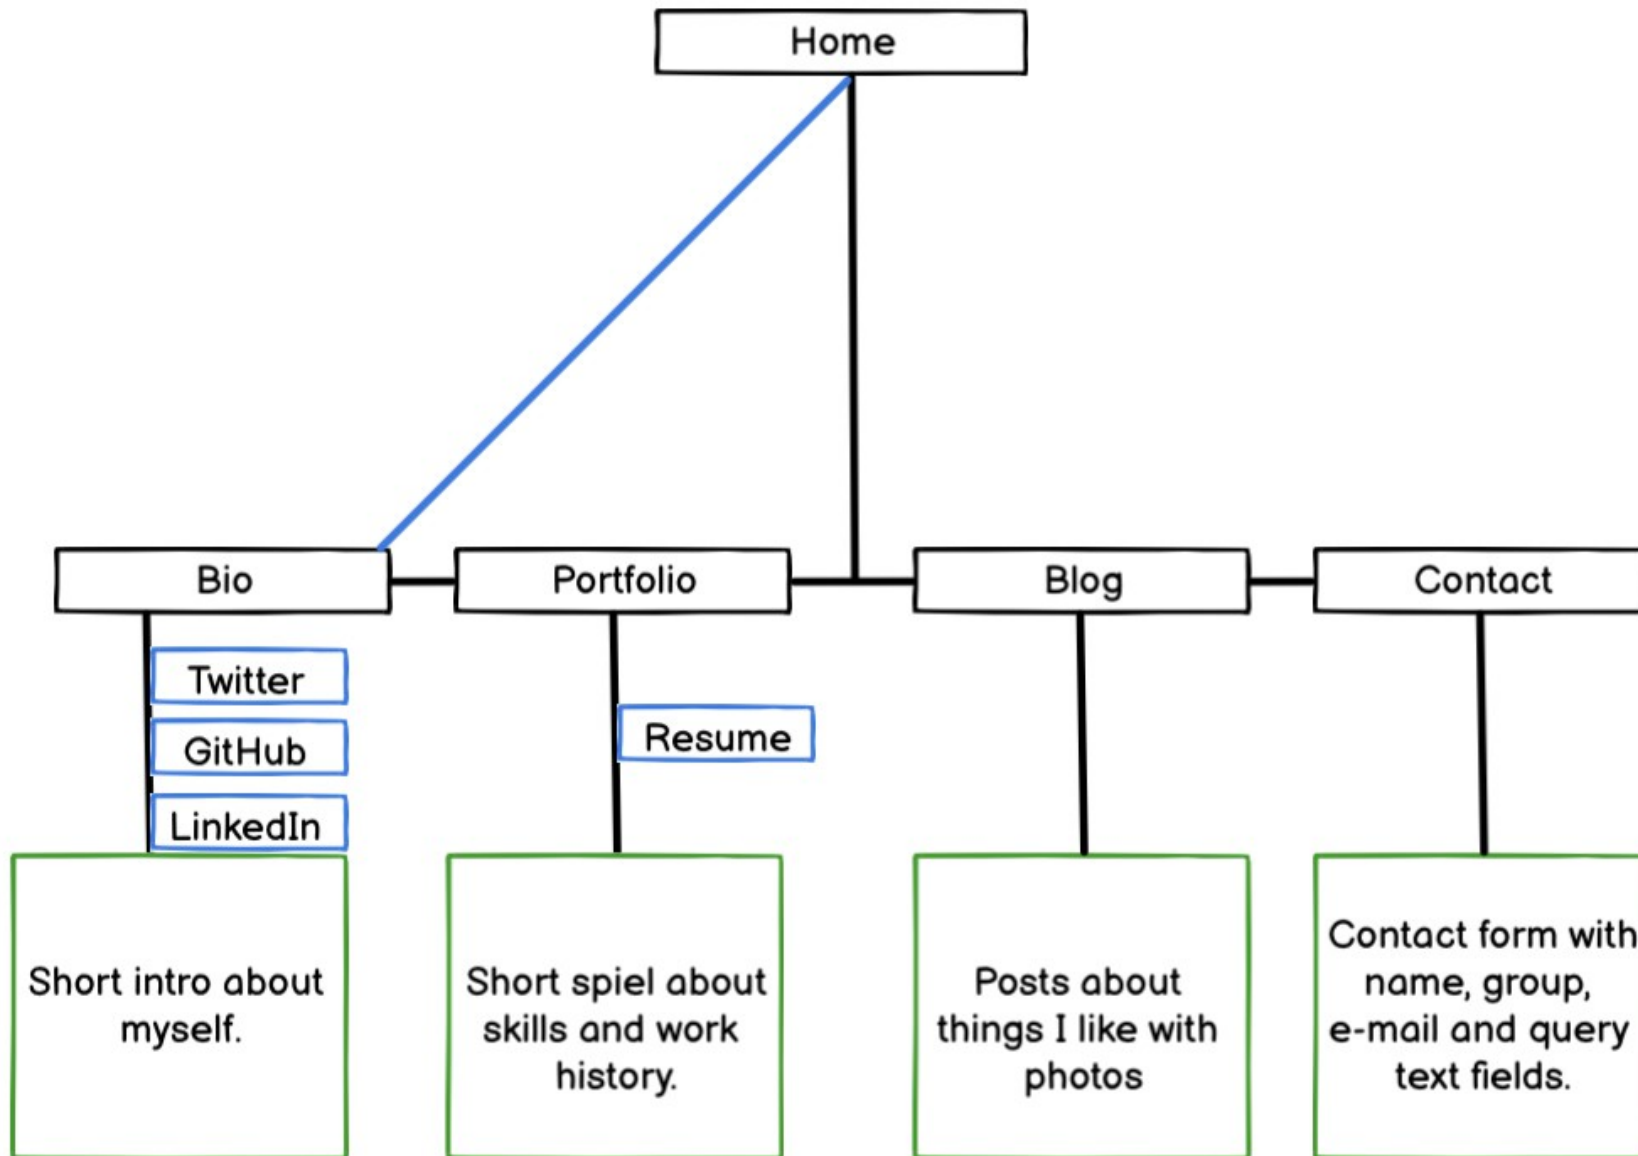 Home
Bio
Portfolio
Blog
Contact
Twitter
GitHub
LinkedIn
Resume
Short intro about
myself.
Short spiel about
skills and work
history.
Posts about
things I like with
photos
Contact form with
name, group,
e-mail and query
text fields.